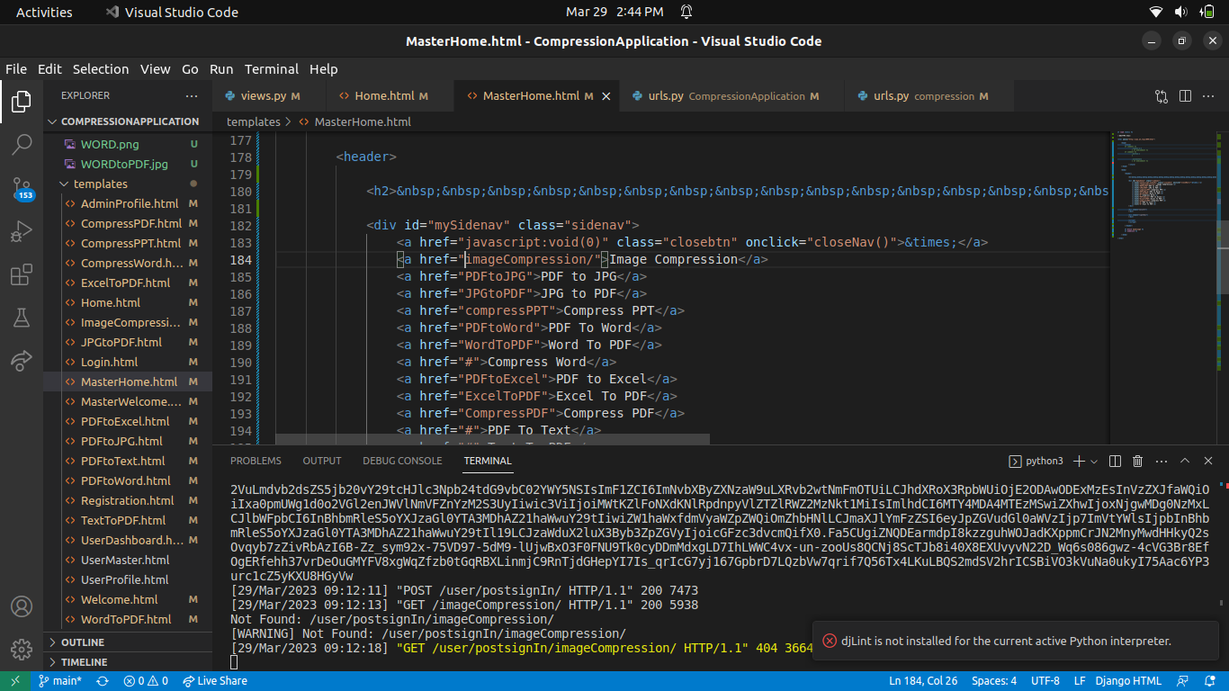 Activities
Visual Studio Code
Mar 29 2:44 PM
MasterHome.html - CompressionApplication - Visual Studio Code
File Edit Selection View Go Run Terminal Help
EXPLORER
views.py M
Home.html M
MasterHome.html M
urls.py CompressionApplication M
urls.py compression M
COMPRESSIONAPPLICATION
templates > MasterHome.html
153
WORD.png U
WORDtoPDF.jpg U
templates
AdminProfile.html M
CompressPDF.html M
CompressPPT.html M
CompressWord.h... M
ExcelToPDF.html M
Home.html M
ImageCompressi... M
JPGtoPDF.html M
Login.html M
MasterHome.html M
MasterWelcome.... M
PDFtoExcel.html M
PDFtoJPG.html M
PDFtoText.html M
PDFtoWord.html M
Registration.html M
TextToPDF.html M
UserDashboard.h... M
UserMaster.html
UserProfile.html
Welcome.html M
WordToPDF.html M
OUTLINE
TIMELINE
177
178 <header>
179
180 <h2>&nbsp;&nbsp;&nbsp;&nbsp;&nbsp;&nbsp;&nbsp;&nbsp;&nbsp;&nbsp;&nbsp;&nbsp;&nbsp;&nbsp;&nbsp;&nbs
181
182 <div id="mySidenav" class="sidenav">
183 <a href="javascript:void(0)" class="closebtn" onclick="closeNav()">&times;</a>
184 <a href="imageCompression/">Image Compression</a>
185 <a href="PDFtoJPG">PDF to JPG</a>
186 <a href="JPGtoPDF">JPG to PDF</a>
187 <a href="compressPPT">Compress PPT</a>
188 <a href="PDFtoWord">PDF To Word</a>
189 <a href="WordToPDF">Word To PDF</a>
190 <a href="#">Compress Word</a>
191 <a href="PDFtoExcel">PDF to Excel</a>
192 <a href="ExcelToPDF">Excel To PDF</a>
193 <a href="CompressPDF">Compress PDF</a>
194 <a href="#">PDF To Text</a>
PROBLEMS OUTPUT DEBUG CONSOLE TERMINAL
python3
[29/Mar/2023 09:12:11] "POST /user/postsignIn/ HTTP/1.1" 200 7473
[29/Mar/2023 09:12:13] "GET /imageCompression/ HTTP/1.1" 200 5938
Not Found: /user/postsignIn/imageCompression/
[WARNING] Not Found: /user/postsignIn/imageCompression/
[29/Mar/2023 09:12:18] "GET /user/postsignIn/imageCompression/ HTTP/1.1" 404 3664
djLint is not installed for the current active Python interpreter.
main*
0 0
Live Share
Ln 184, Col 26
Spaces: 4
UTF-8
LF
Django HTML